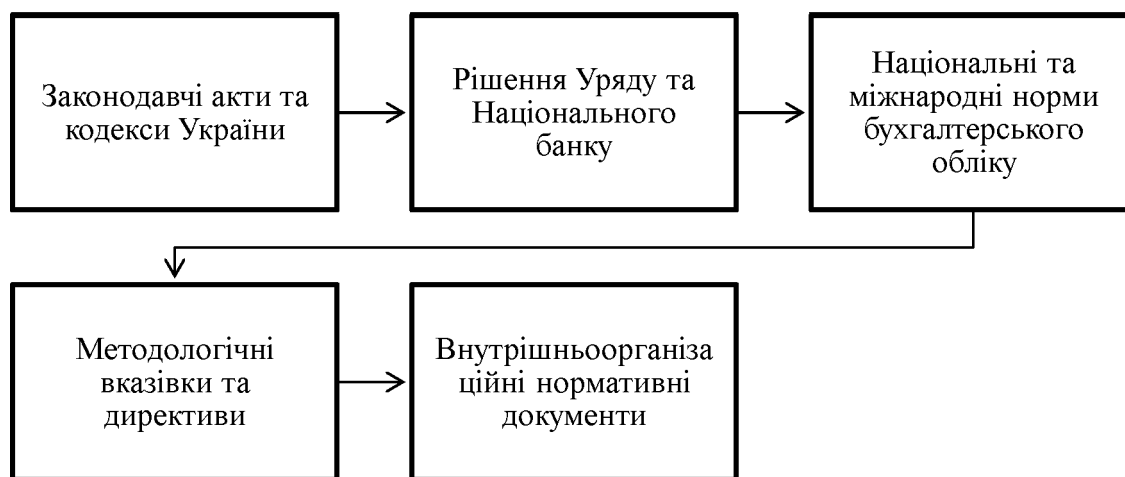 Законодавчі акти та
кодекси України
Рішення Уряду та
Національного
банку
Національні та
міжнародні норми
бухгалтерського
обліку
Методологічні
вказівки та
директиви
Внутрішньоорганіза
ційні нормативні
документи